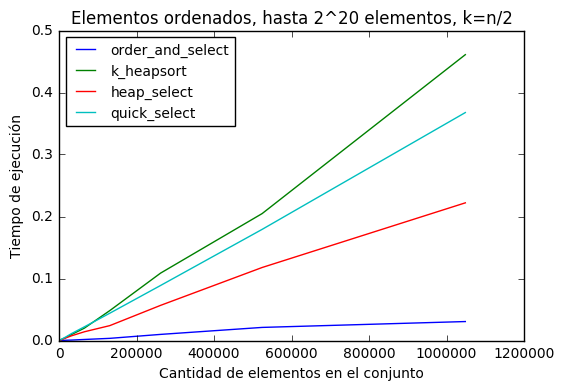 Elementos ordenados, hasta 2^20 elementos, k=n/2
order_and_select
k_heapsort
heap_select
quick_select
Tiempo de ejecución
0.5
0.4
0.3
0.2
0.1
0.0
0 200000 400000 600000 800000 1000000 1200000
Cantidad de elementos en el conjunto